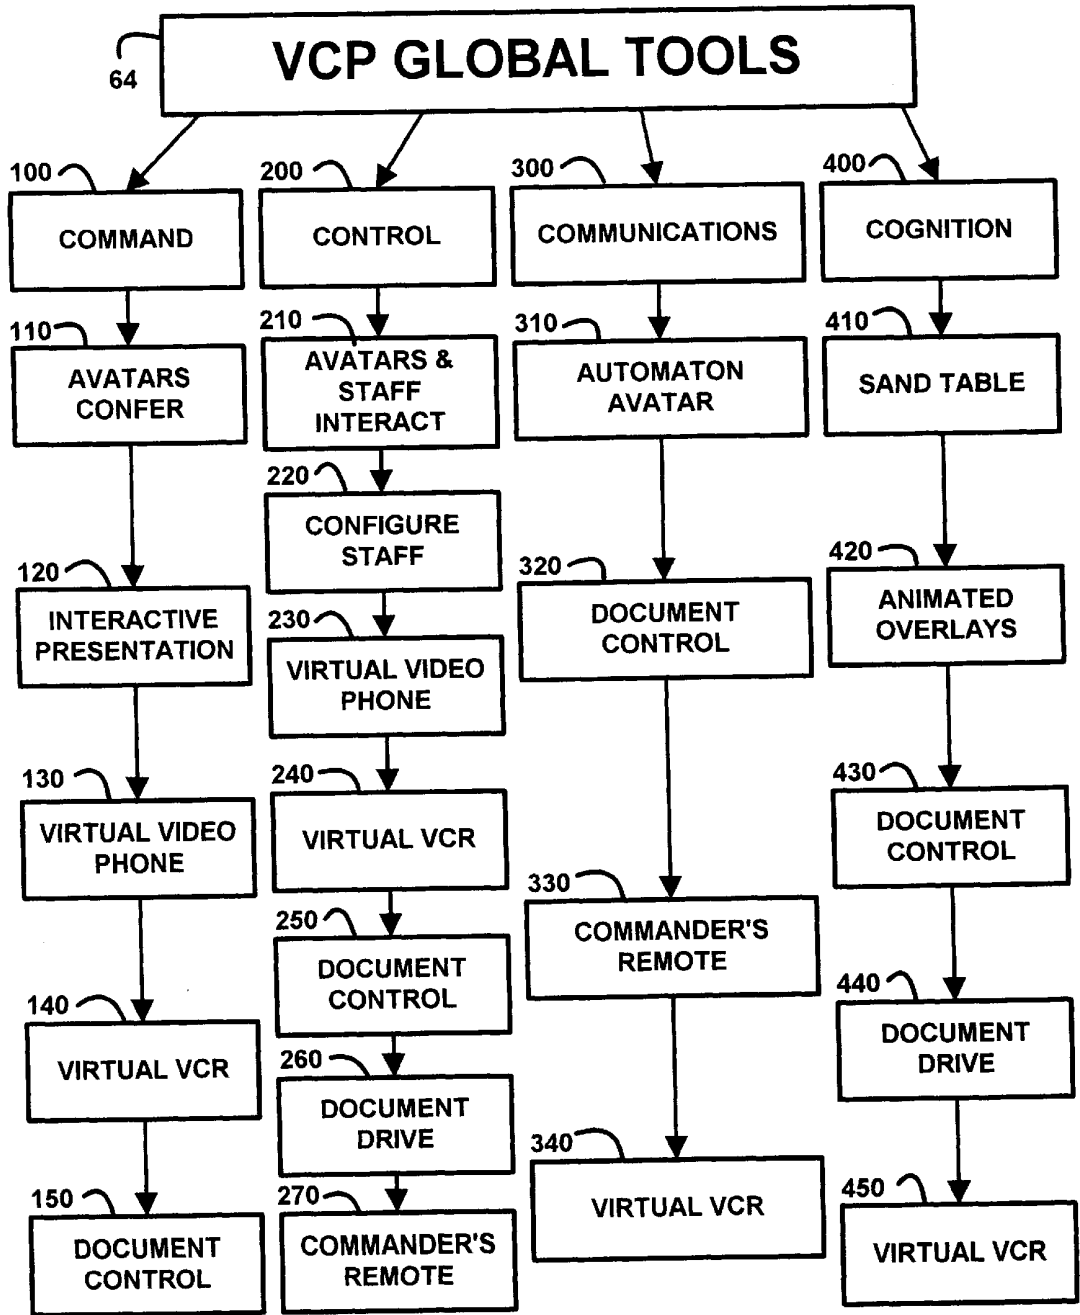 VCP GLOBAL TOOLS
64
100
COMMAND
110
AVATARS
CONFER
120
INTERACTIVE
PRESENTATION
130
VIRTUAL VIDEO
PHONE
140
VIRTUAL VCR
150
DOCUMENT
CONTROL
200
CONTROL
210
AVATARS &
STAFF
INTERACT
220
CONFIGURE
STAFF
230
VIRTUAL VIDEO
PHONE
240
VIRTUAL VCR
250
DOCUMENT
CONTROL
260
DOCUMENT
DRIVE
270
COMMANDER'S
REMOTE
300
COMMUNICATIONS
310
AUTOMATON
AVATAR
320
DOCUMENT
CONTROL
330
COMMANDER'S
REMOTE
340
VIRTUAL VCR
400
COGNITION
410
SAND TABLE
420
ANIMATED
OVERLAYS
430
DOCUMENT
CONTROL
440
DOCUMENT
DRIVE
450
VIRTUAL VCR